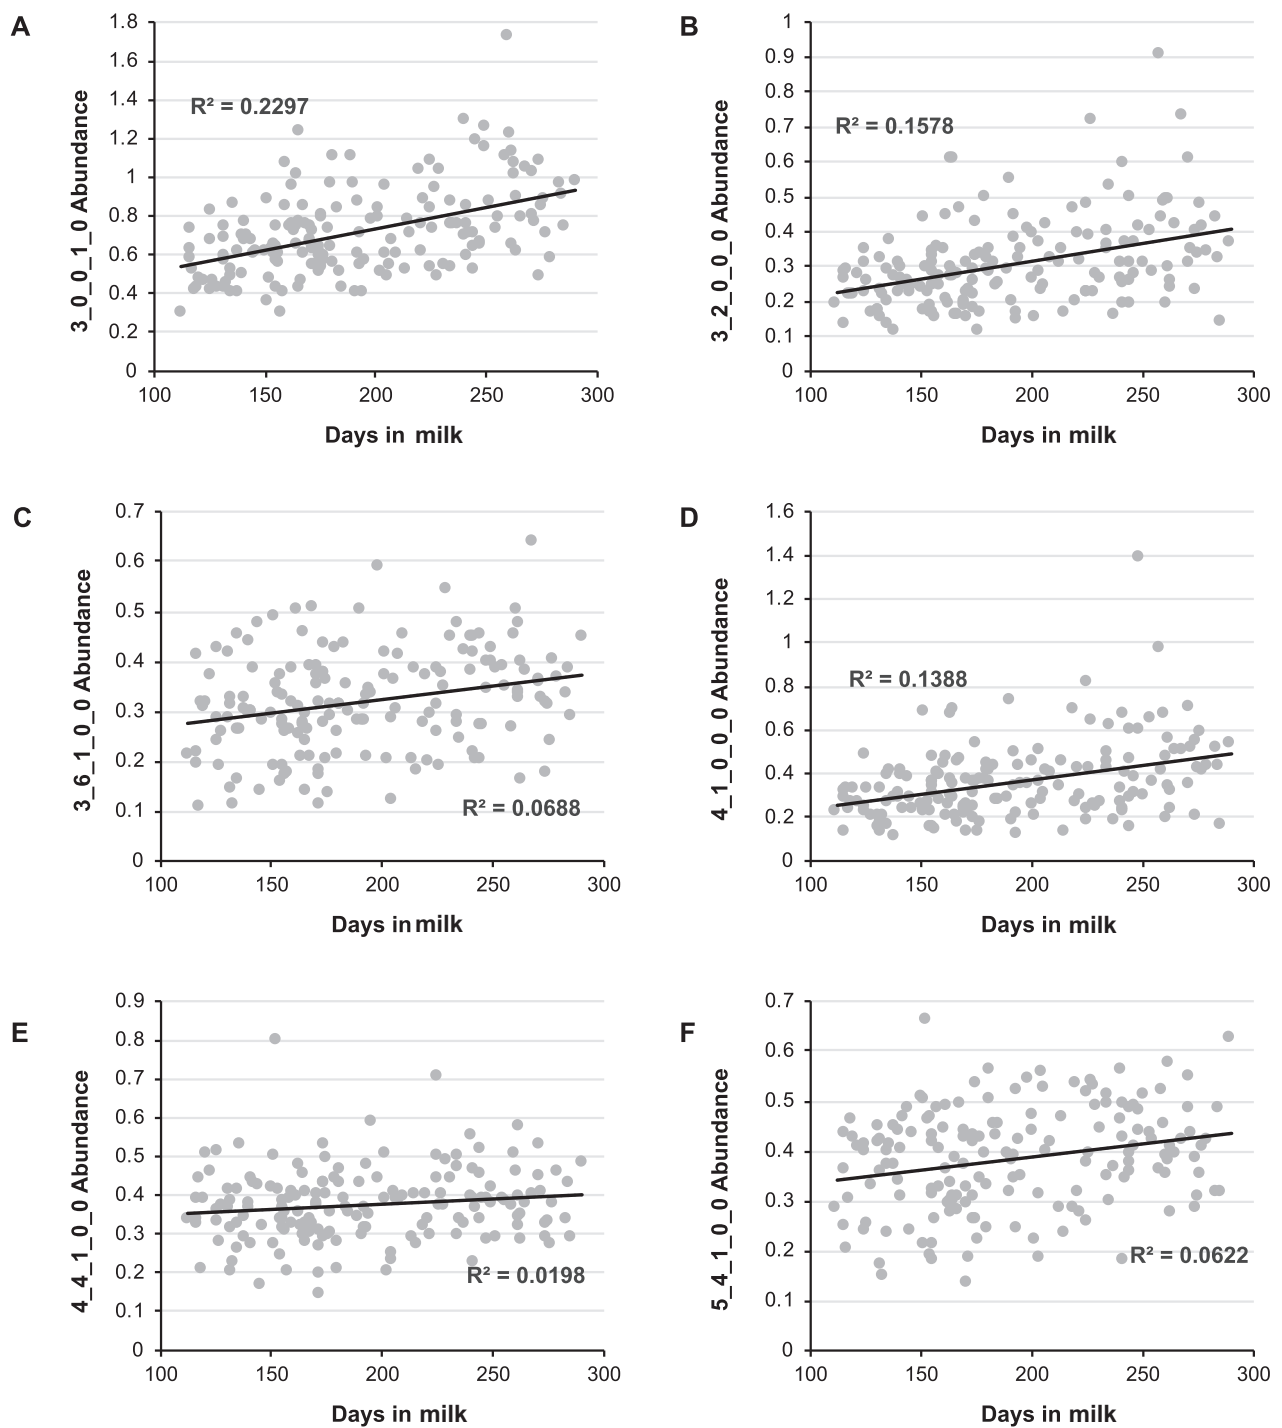 A
3_0_0_1_0 Abundance
1.8
1.6
1.4
1.2
1
0.8
0.6
0.4
0.2
0
R² = 0.2297
100 150 200 250 300
Days in milk
B
3_2_0_0_0 Abundance
1
0.9
0.8
0.7
0.6
0.5
0.4
0.3
0.2
0.1
0
R² = 0.1578
100 150 200 250 300
Days in milk
C
3_6_1_0_0 Abundance
0.7
0.6
0.5
0.4
0.3
0.2
0.1
0
R² = 0.0688
100 150 200 250 300
Days in milk
D
4_1_0_0_0 Abundance
1.6
1.4
1.2
1
0.8
0.6
0.4
0.2
0
R² = 0.1388
100 150 200 250 300
Days in milk
E
4_4_1_0_0 Abundance
0.9
0.8
0.7
0.6
0.5
0.4
0.3
0.2
0.1
0
R² = 0.0198
100 150 200 250 300
Days in milk
F
5_4_1_0_0 Abundance
0.7
0.6
0.5
0.4
0.3
0.2
0.1
0
R² = 0.0622
100 150 200 250 300
Days in milk